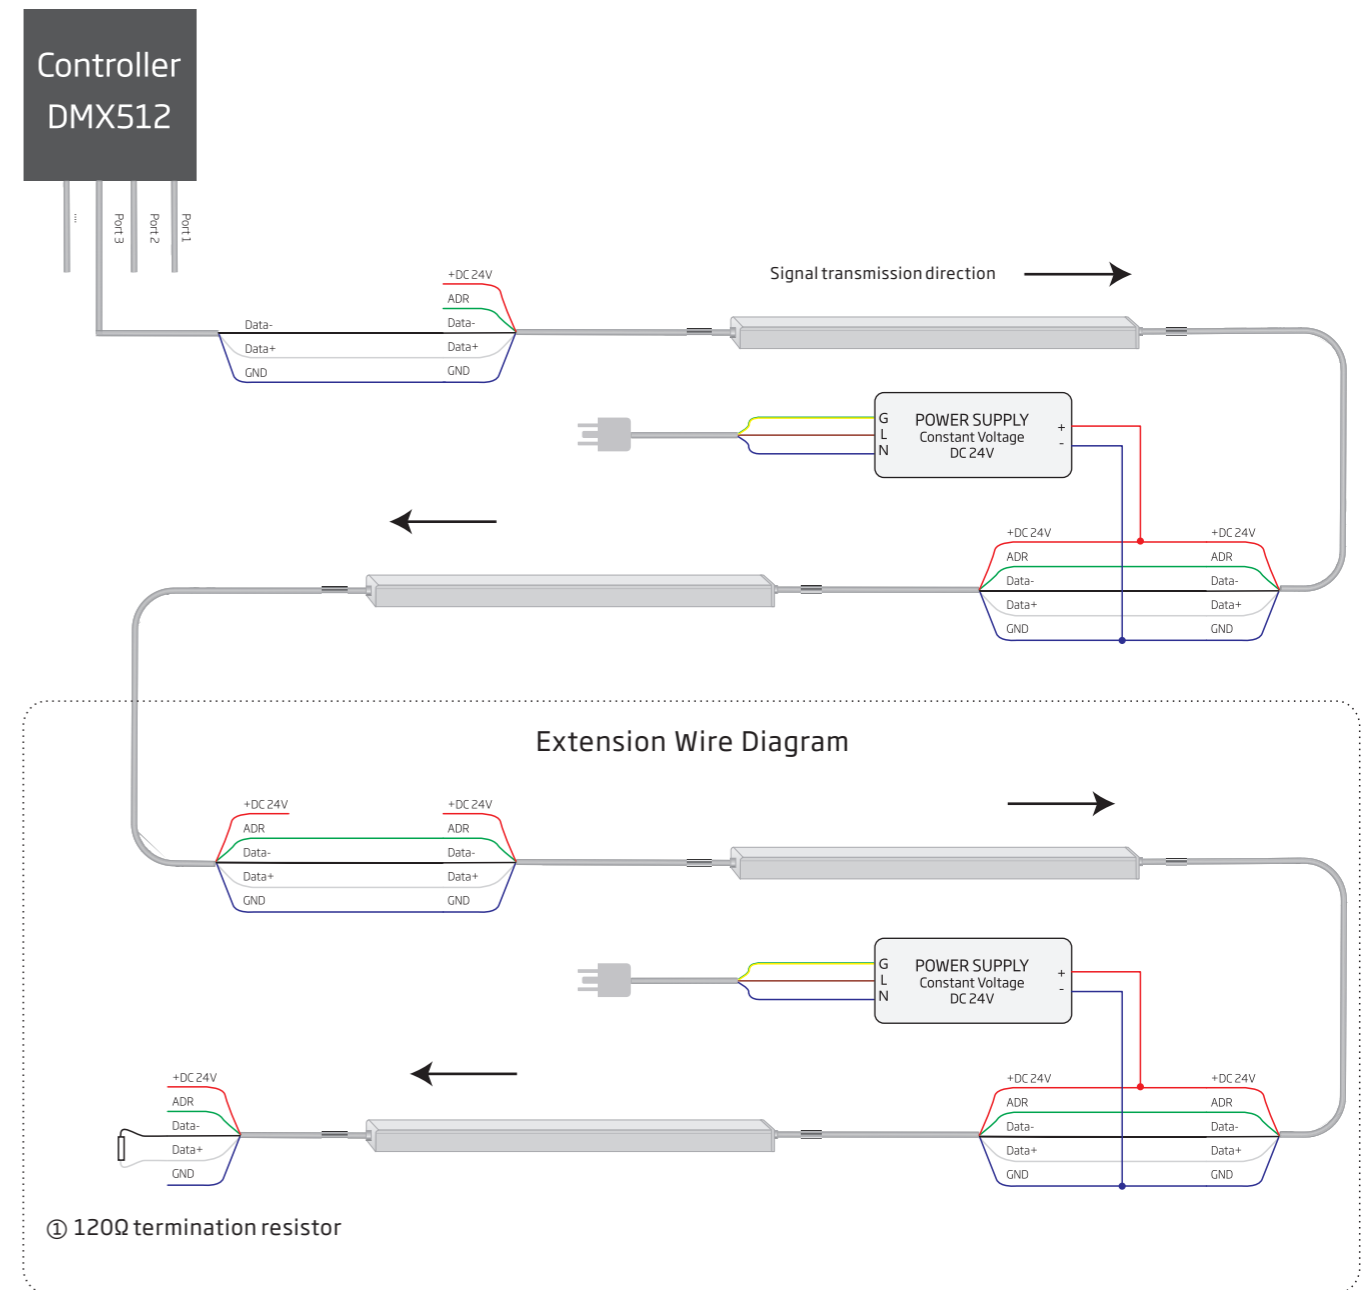 Controller
DMX512
....
Port 3
Port 2
Port 1
+DC 24V
ADR
Data-
Data-
Data+
Data+
GND
GND
Signal transmission direction
G
L
N
POWER SUPPLY
Constant Voltage
DC 24V
+
-
+DC 24V
+DC 24V
ADR
ADR
Data-
Data-
Data+
Data+
GND
GND
Extension Wire Diagram
+DC 24V
+DC 24V
ADR
ADR
Data-
Data-
Data+
Data+
GND
GND
G
L
N
POWER SUPPLY
Constant Voltage
DC 24V
+
-
+DC 24V
ADR
Data-
Data+
GND
+DC 24V
+DC 24V
ADR
ADR
Data-
Data-
Data+
Data+
GND
GND
① 120Ω termination resistor